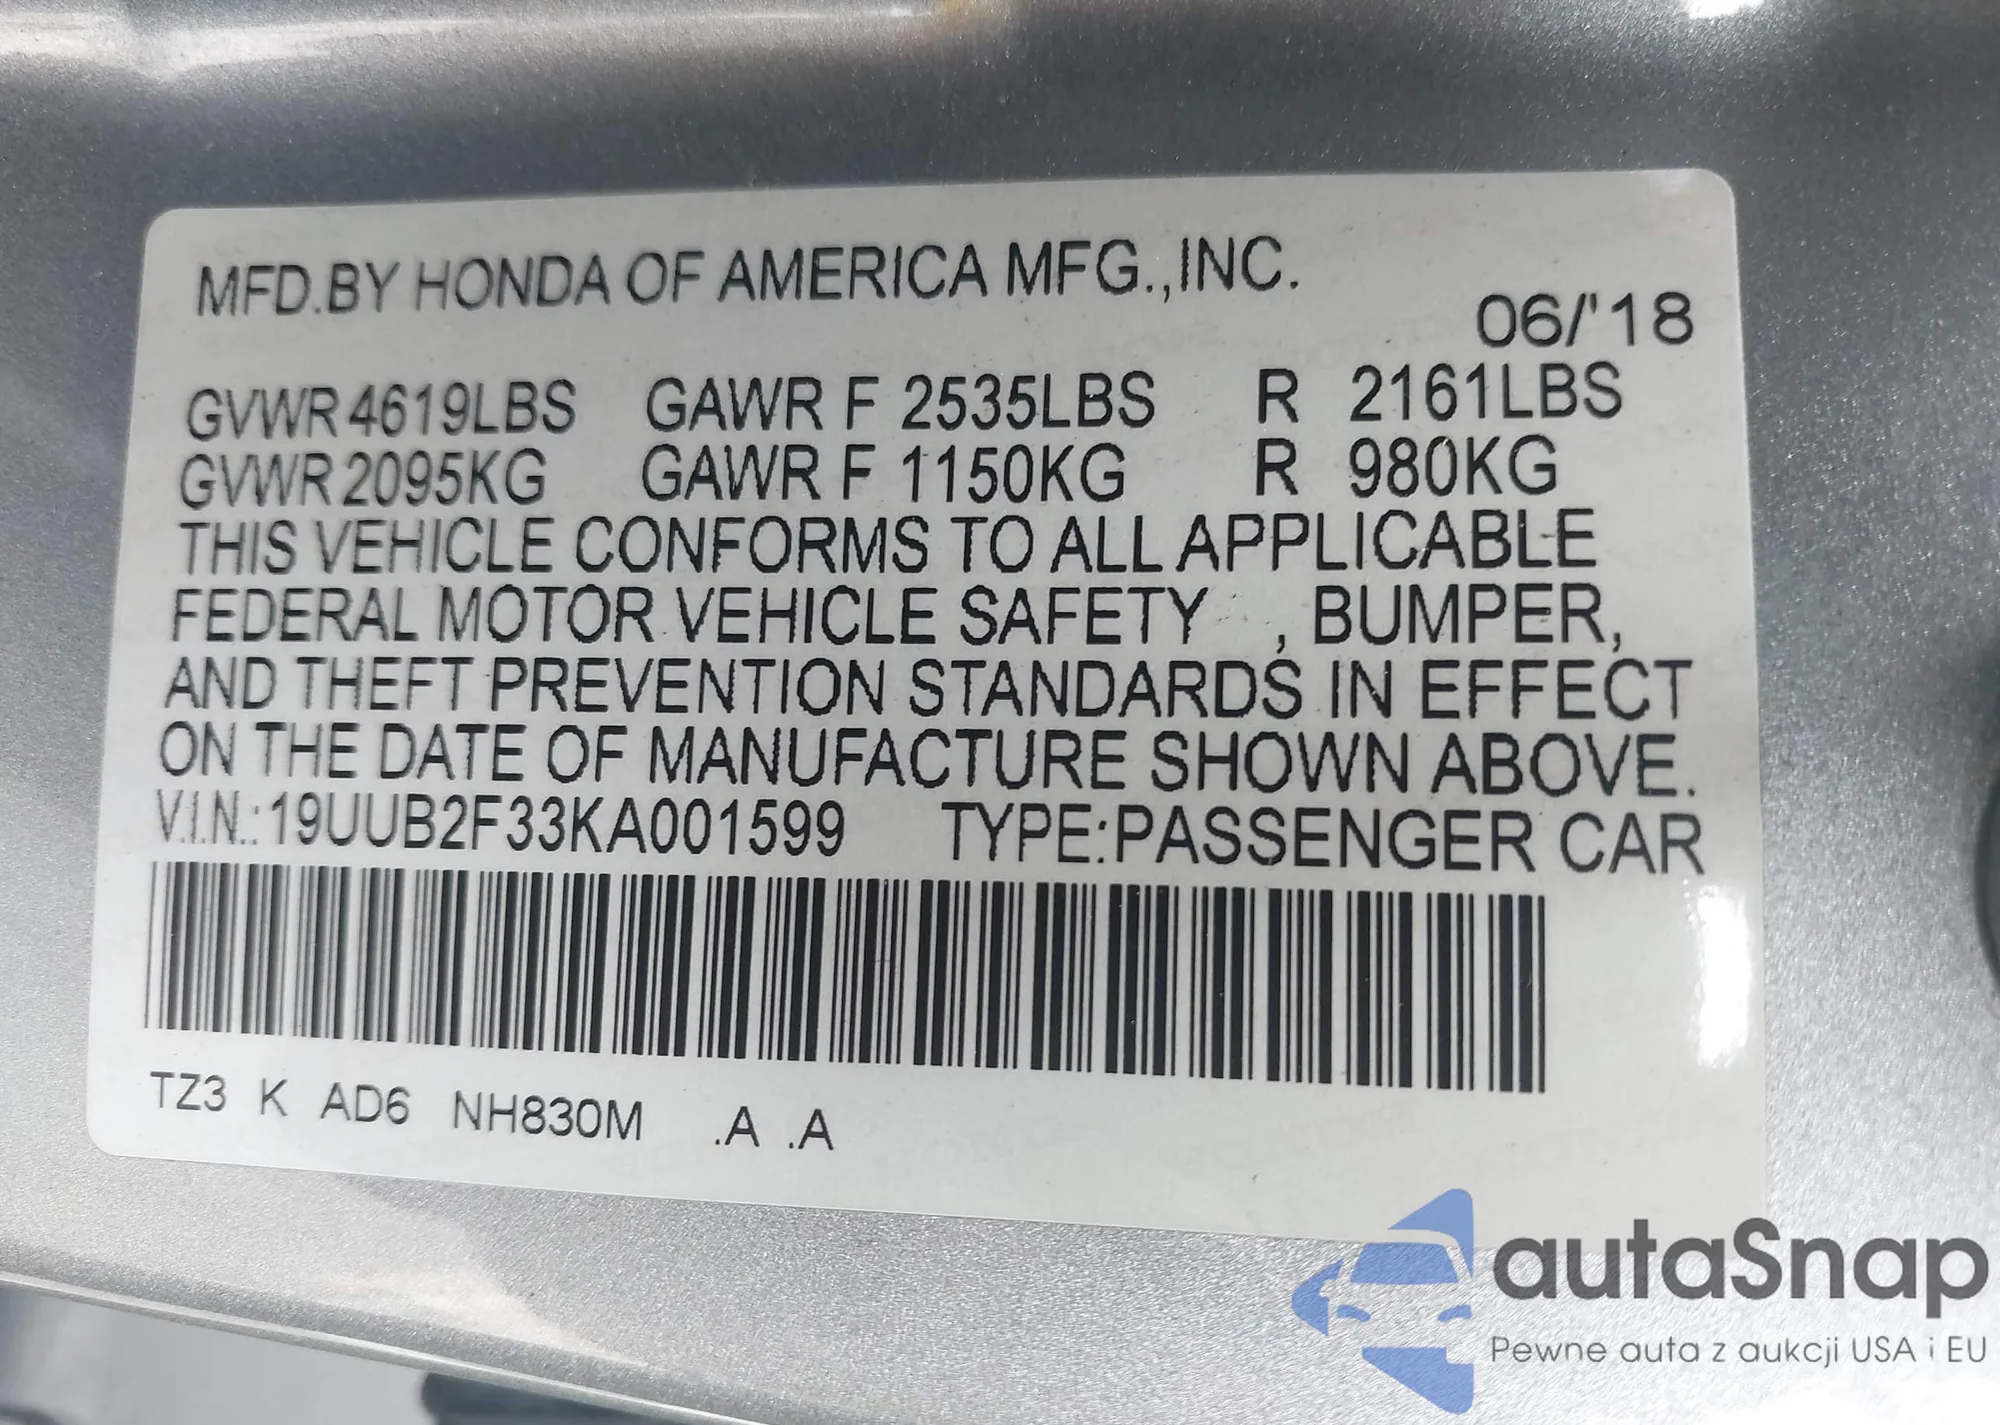 MFD.BY HONDA OF AMERICA MFG.,INC.
06/'18
GVWR 4619LBS GAWR F 2535LBS R 2161LBS
GVWR 2095KG GAWR F 1150KG R 980KG
THIS VEHICLE CONFORMS TO ALL APPLICABLE
FEDERAL MOTOR VEHICLE SAFETY , BUMPER,
AND THEFT PREVENTION STANDARDS IN EFFECT
ON THE DATE OF MANUFACTURE SHOWN ABOVE.
V.I.N.:19UUB2F33KA001599 TYPE:PASSENGER CAR
TZ3 K AD6 NH830M .A .A
autaSnap
Pewne auta z aukcji USA i EU